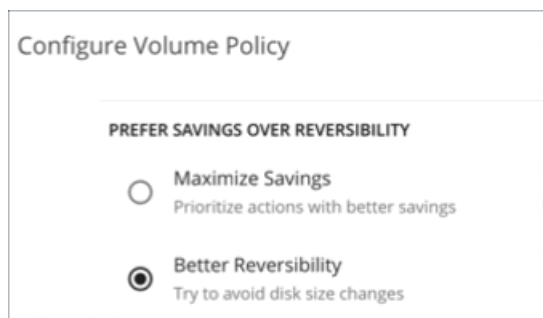 Configure Volume Policy
PREFER SAVINGS OVER REVERSIBILITY
Maximize Savings
Prioritize actions with better savings
Better Reversibility
Try to avoid disk size changes